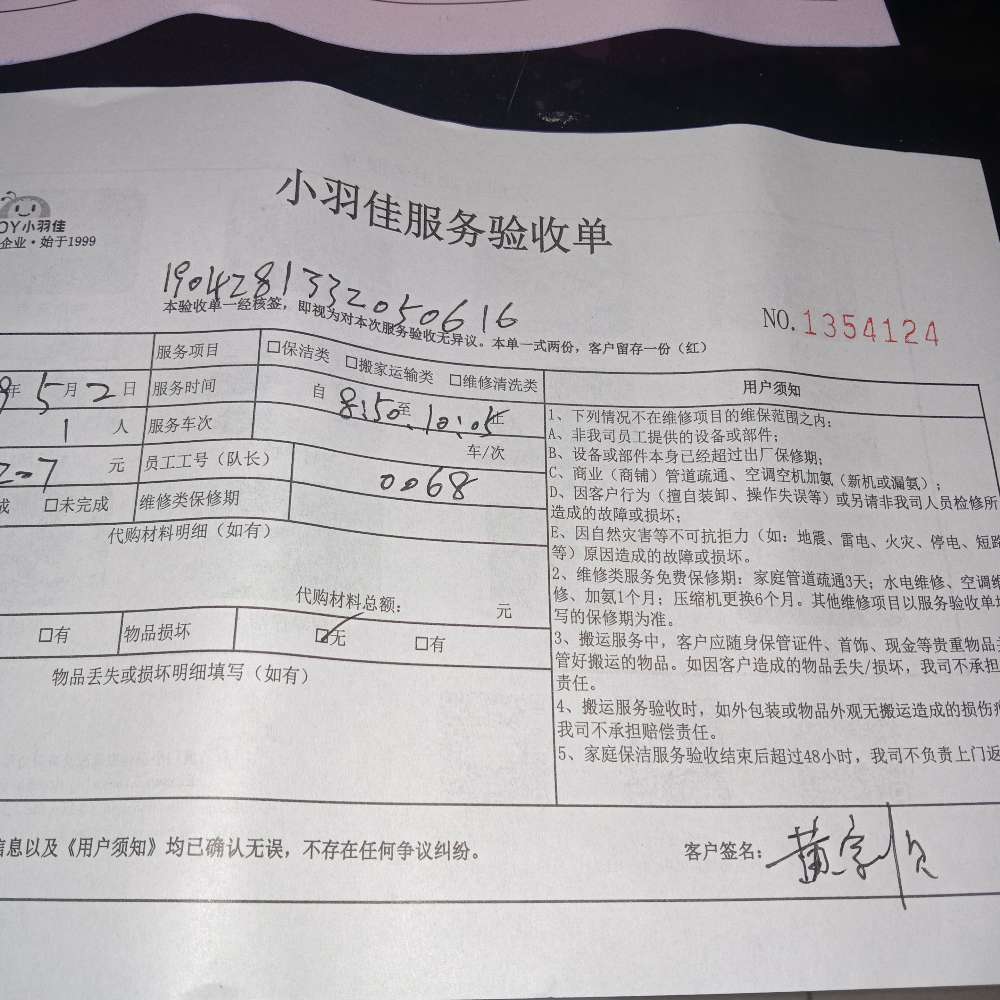 小羽佳服务验收单
OY小羽佳
企业·始于1999
1904281332050616
本验收单一经核签，即视为对本次服务验收无异议。本单一式两份，客户留存一份（红）
NO.1354124
服务项目 □保洁类 □搬家运输类 □维修清洗类
9年5月2日 服务时间 自8:50至10:05止
1人 服务车次 车/次
元 员工工号（队长） 0068
成 □未完成 维修类保修期
代购材料明细（如有）
代购材料总额： 元
□有 物品损坏 ☑无 □有
物品丢失或损坏明细填写（如有）
用户须知
1、下列情况不在维修项目的维保范围之内：
A、非我司员工提供的设备或部件；
B、设备或部件本身已经超过出厂保修期；
C、商业（商铺）管道疏通、空调空机加氨（新机或漏氨）；
D、因客户行为（擅自装卸、操作失误等）或另请非我司人员检修所
造成的故障或损坏；
E、因自然灾害等不可抗拒力（如：地震、雷电、火灾、停电、短路
等）原因造成的故障或损坏。
2、维修类服务免费保修期：家庭管道疏通3天；水电维修、空调维
修、加氨1个月；压缩机更换6个月。其他维修项目以服务验收单填
写的保修期为准。
3、搬运服务中，客户应随身保管证件、首饰、现金等贵重物品并
管好搬运的物品。如因客户造成的物品丢失/损坏，我司不承担
责任。
4、搬运服务验收时，如外包装或物品外观无搬运造成的损伤痕
我司不承担赔偿责任。
5、家庭保洁服务验收结束后超过48小时，我司不负责上门返
信息以及《用户须知》均已确认无误，不存在任何争议纠纷。
客户签名：